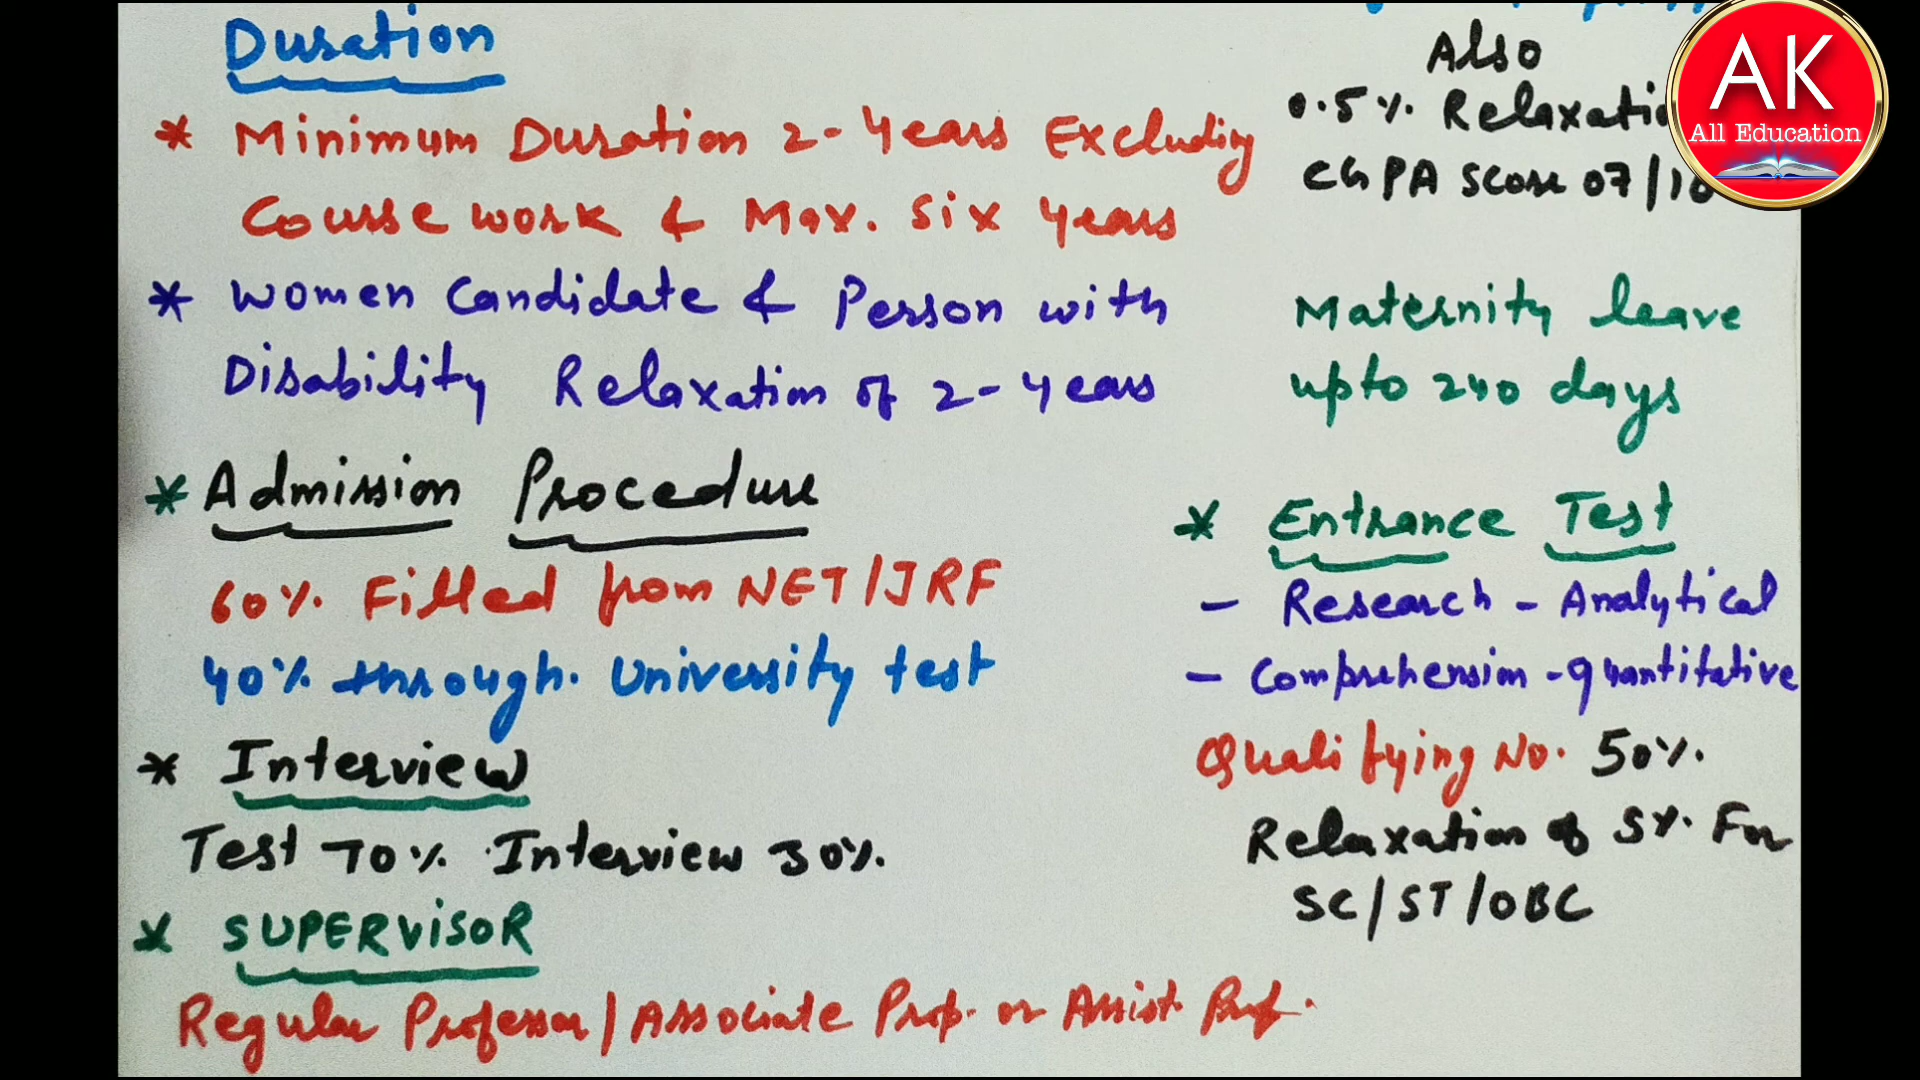 Duration
* Minimum Duration 2-years Excluding
Course work & Max. Six years
* Women Candidate & Person with
Disability Relaxation of 2-years
* Admission Procedure
60% Filled from NET/JRF
40% through. University test
* Interview
Test 70% Interview 30%.
* SUPERVISOR
Regular Professor/Associate Prof. or Assist. Prof.
Also
0.5% Relaxatio
CGPA Score 07/10
Maternity leave
upto 240 days
* Entrance Test
- Research - Analytical
- Comprehension - quantitative
Qualifying No. 50%.
Relaxation of 5%. For
SC/ST/OBC
AK
All Education